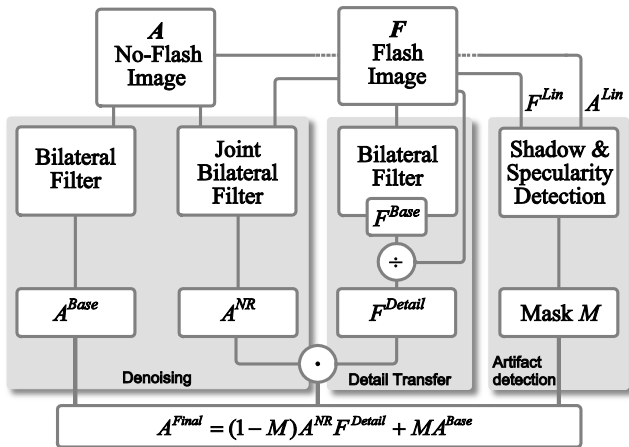 A
No-Flash
Image
F
Flash
Image
F^{Lin}
A^{Lin}
Bilateral
Filter
Joint
Bilateral
Filter
Bilateral
Filter
F^{Base}
Shadow &
Specularity
Detection
÷
A^{Base}
A^{NR}
F^{Detail}
Mask M
·
Denoising
Detail Transfer
Artifact
detection
A^{Final} = (1 − M)A^{NR}F^{Detail} + MA^{Base}